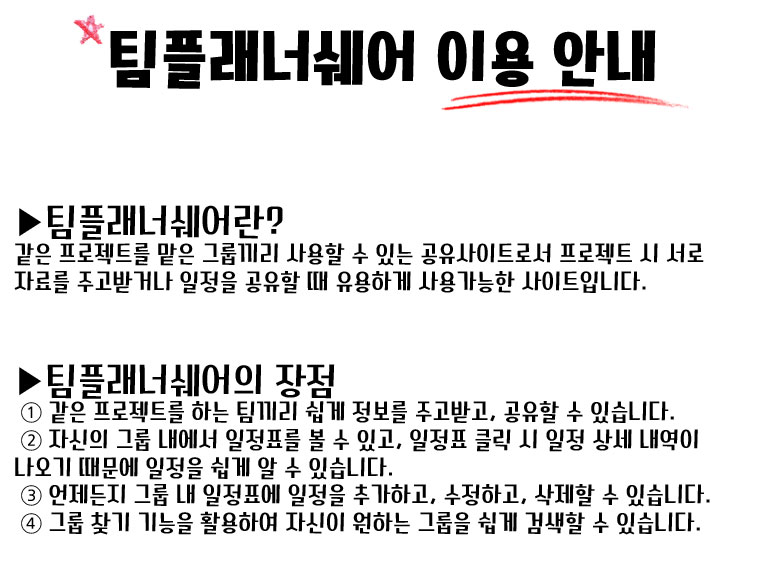 팀플래너쉐어 이용 안내
▶팀플래너쉐어란?
같은 프로젝트를 맡은 그룹끼리 사용할 수 있는 공유사이트로서 프로젝트 시 서로
자료를 주고받거나 일정을 공유할 때 유용하게 사용가능한 사이트입니다.
▶팀플래너쉐어의 장점
① 같은 프로젝트를 하는 팀끼리 쉽게 정보를 주고받고, 공유할 수 있습니다.
② 자신의 그룹 내에서 일정표를 볼 수 있고, 일정표 클릭 시 일정 상세 내역이
나오기 때문에 일정을 쉽게 알 수 있습니다.
③ 언제든지 그룹 내 일정표에 일정을 추가하고, 수정하고, 삭제할 수 있습니다.
④ 그룹 찾기 기능을 활용하여 자신이 원하는 그룹을 쉽게 검색할 수 있습니다.